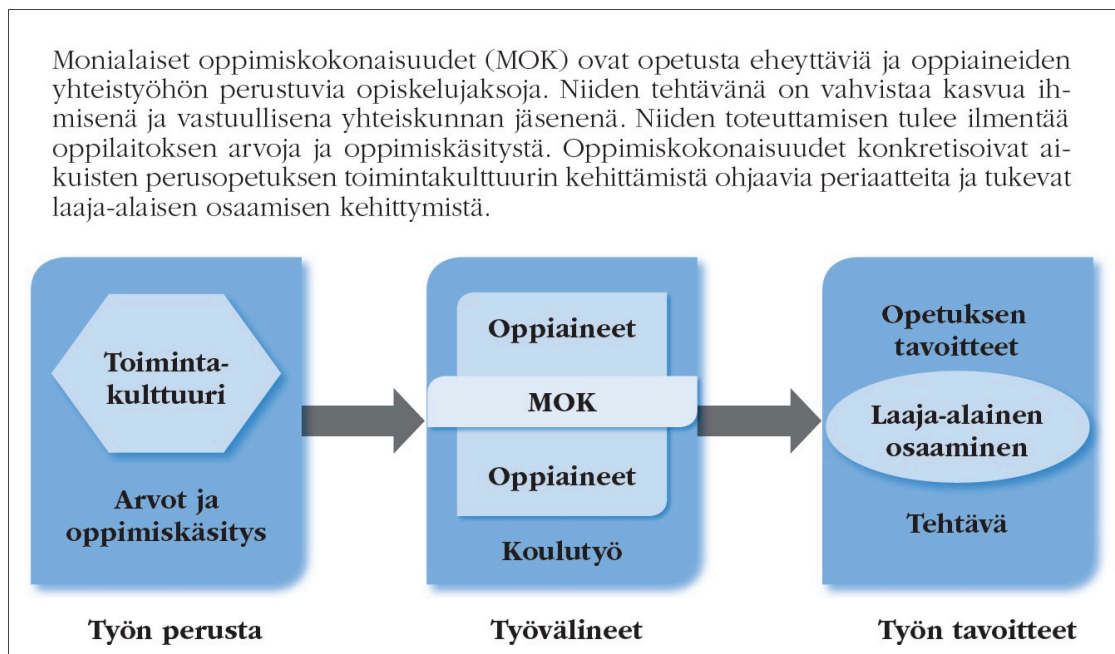 Monialaiset oppimiskokonaisuudet (MOK) ovat opetusta eheyttäviä ja oppiaineiden
yhteistyöhön perustuvia opiskelujaksoja. Niiden tehtävänä on vahvistaa kasvua ih-
misenä ja vastuullisena yhteiskunnan jäsenenä. Niiden toteuttamisen tulee ilmentää
oppilaitoksen arvoja ja oppimiskäsitystä. Oppimiskokonaisuudet konkretisoivat ai-
kuisten perusopetuksen toimintakulttuurin kehittämistä ohjaavia periaatteita ja tukevat
laaja-alaisen osaamisen kehittymistä.
Toiminta-
kulttuuri
Arvot ja
oppimiskäsitys
Työn perusta
Oppiaineet
MOK
Oppiaineet
Koulutyö
Työvälineet
Opetuksen
tavoitteet
Laaja-alainen
osaaminen
Tehtävä
Työn tavoitteet